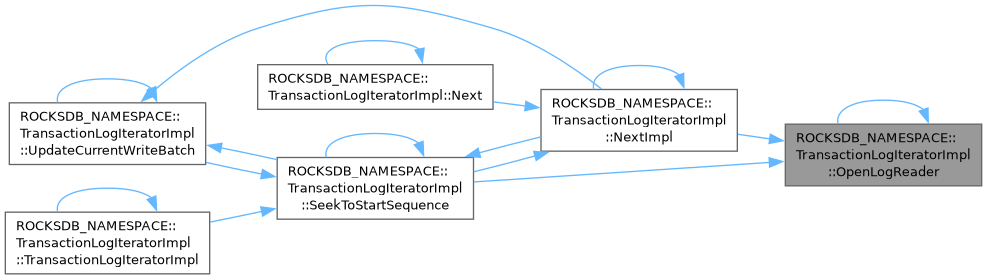 ROCKSDB_NAMESPACE::
TransactionLogIteratorImpl
::UpdateCurrentWriteBatch
ROCKSDB_NAMESPACE::
TransactionLogIteratorImpl
::TransactionLogIteratorImpl
ROCKSDB_NAMESPACE::
TransactionLogIteratorImpl::Next
ROCKSDB_NAMESPACE::
TransactionLogIteratorImpl
::SeekToStartSequence
ROCKSDB_NAMESPACE::
TransactionLogIteratorImpl
::NextImpl
ROCKSDB_NAMESPACE::
TransactionLogIteratorImpl
::OpenLogReader